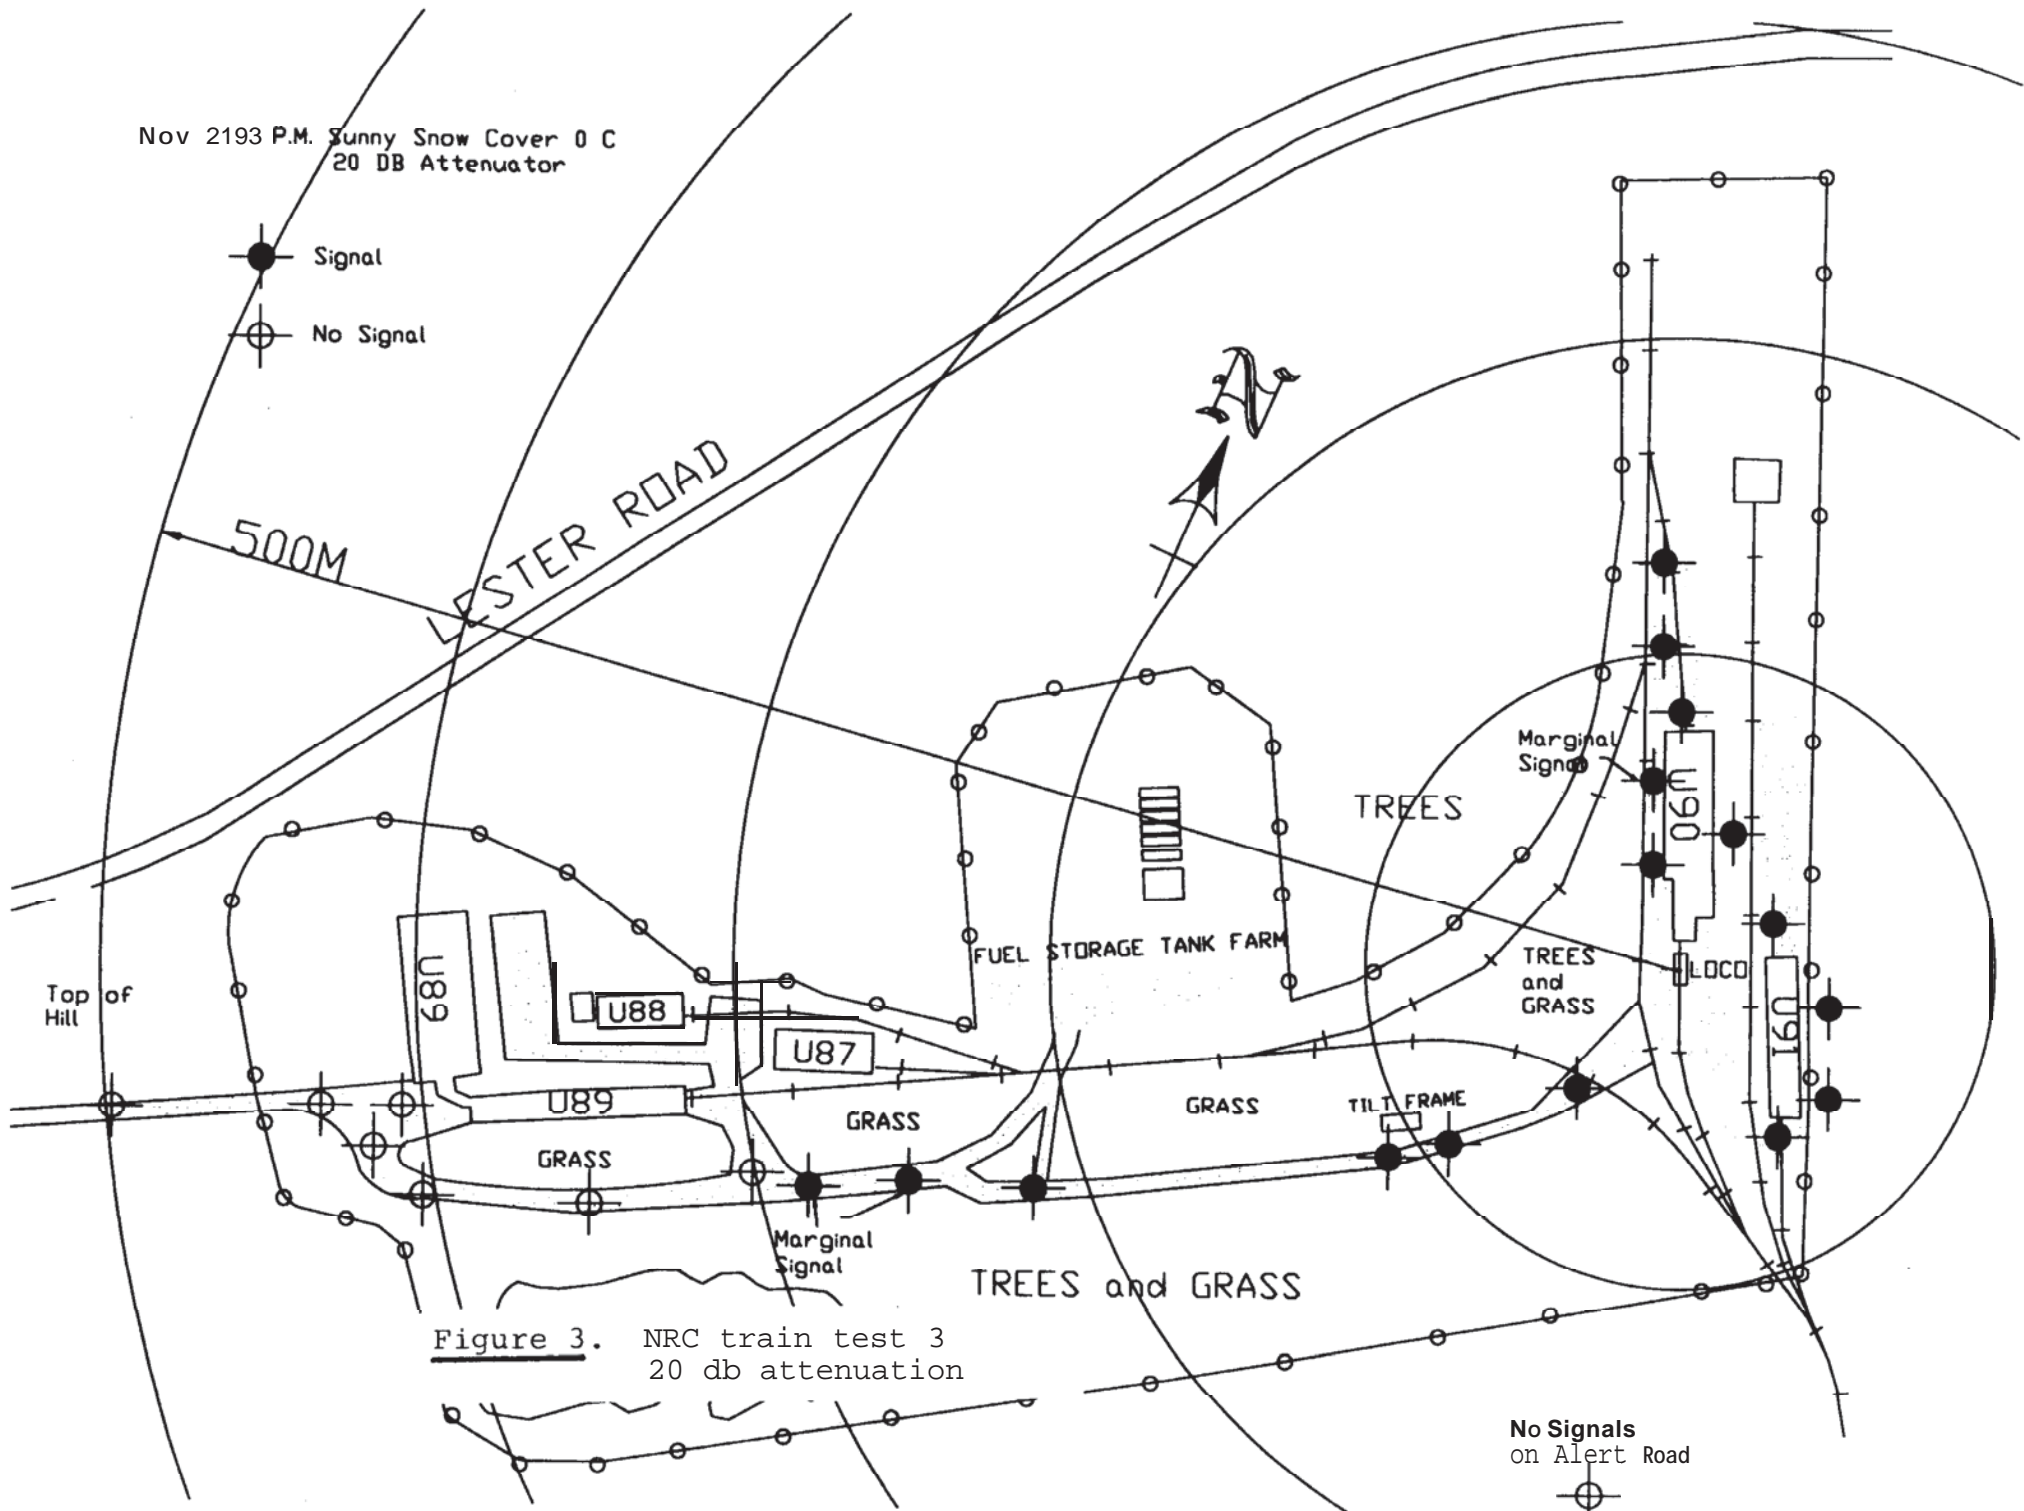 Nov 2193 P.M. Sunny Snow Cover 0 C
20 DB Attenuator
Signal
No Signal
N
500M
LESTER ROAD
Marginal
Signal
TREES
U90
FUEL STORAGE TANK FARM
TREES
and
GRASS
LOCO
Top of
Hill
U89
U88
U87
U91
U89
GRASS
GRASS
TILT FRAME
GRASS
Marginal
Signal
TREES and GRASS
Figure 3. NRC train test 3
20 db attenuation
No Signals
on Alert Road